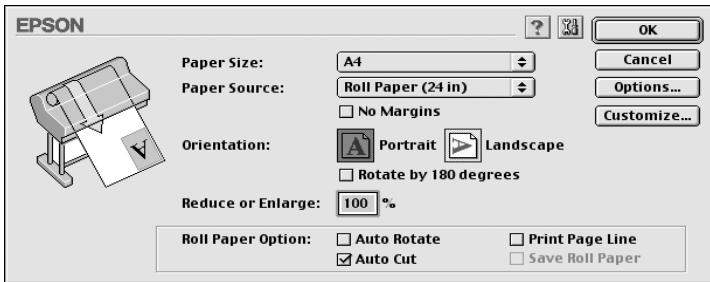 EPSON
? OK
Paper Size: A4 Cancel
Paper Source: Roll Paper (24 in) Options...
No Margins Customize...
Orientation: A Portrait A Landscape
Rotate by 180 degrees
Reduce or Enlarge: 100 %
Roll Paper Option: Auto Rotate Print Page Line
Auto Cut Save Roll Paper
A